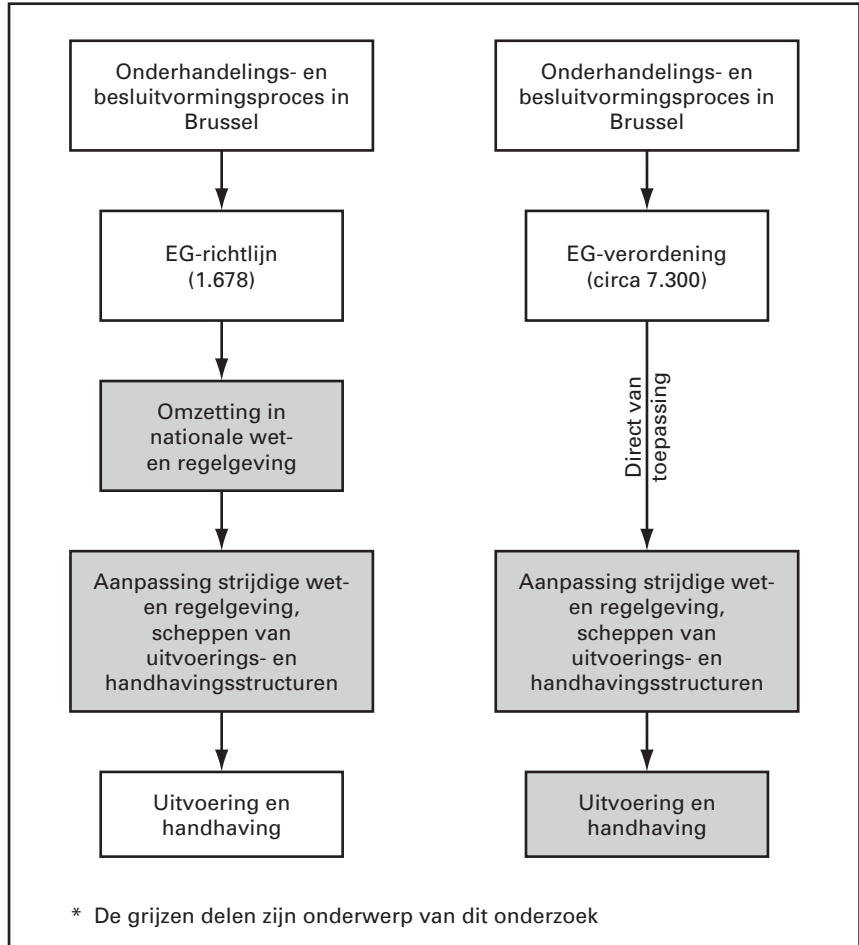 Onderhandelings- en
besluitvormingsproces in
Brussel
EG-richtlijn
(1.678)
Omzetting in
nationale wet-
en regelgeving
Aanpassing strijdige wet-
en regelgeving,
scheppen van
uitvoerings- en
handhavingsstructuren
Uitvoering en
handhaving
Onderhandelings- en
besluitvormingsproces in
Brussel
EG-verordening
(circa 7.300)
Direct van
toepassing
Aanpassing strijdige wet-
en regelgeving,
scheppen van
uitvoerings- en
handhavingsstructuren
Uitvoering en
handhaving
* De grijzen delen zijn onderwerp van dit onderzoek